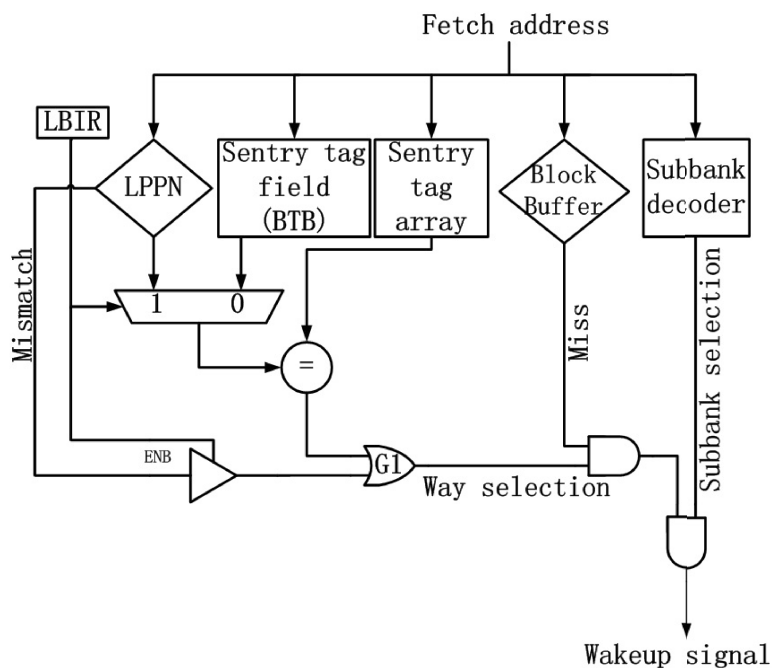 Fetch address
LBIR
LPPN
Sentry tag
field
(BTB)
Sentry
tag
array
Block
Buffer
Subbank
decoder
Mismatch
1 0
=
Miss
Subbank selection
ENB
G1
Way selection
Wakeup signal